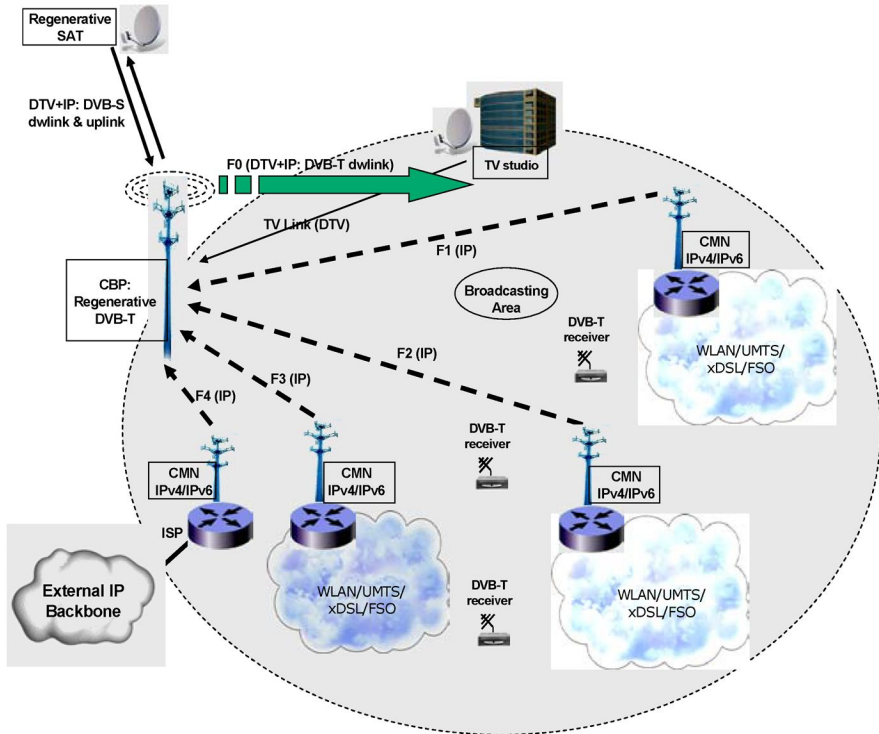 Regenerative
SAT
DTV+IP: DVB-S
dwlink & uplink
F0 (DTV+IP: DVB-T dwlink)
TV studio
TV Link (DTV)
F1 (IP)
CMN
IPv4/IPv6
CBP:
Regenerative
DVB-T
Broadcasting
Area
WLAN/UMTS/
xDSL/FSO
DVB-T
receiver
F2 (IP)
F3 (IP)
F4 (IP)
DVB-T
receiver
CMN
IPv4/IPv6
CMN
IPv4/IPv6
CMN
IPv4/IPv6
ISP
External IP
Backbone
WLAN/UMTS/
xDSL/FSO
DVB-T
receiver
WLAN/UMTS/
xDSL/FSO